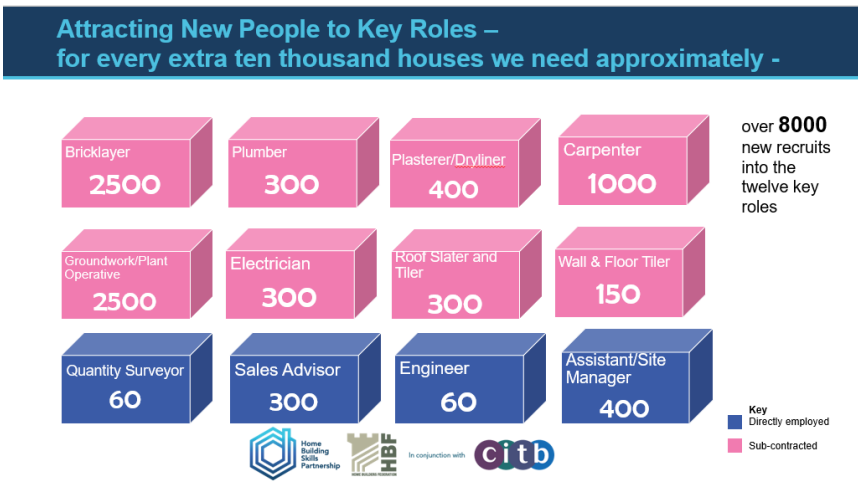 Attracting New People to Key Roles –
for every extra ten thousand houses we need approximately -
Bricklayer
2500
Plumber
300
Plasterer/Dryliner
400
Carpenter
1000
over 8000
new recruits
into the
twelve key
roles
Groundwork/Plant
Operative
2500
Electrician
300
Roof Slater and
Tiler
300
Wall & Floor Tiler
150
Quantity Surveyor
60
Sales Advisor
300
Engineer
60
Assistant/Site
Manager
400
Key
Directly employed
Sub-contracted
Home
Building
Skills
Partnership
HBF
HOME BUILDERS FEDERATION
In conjunction with
citb